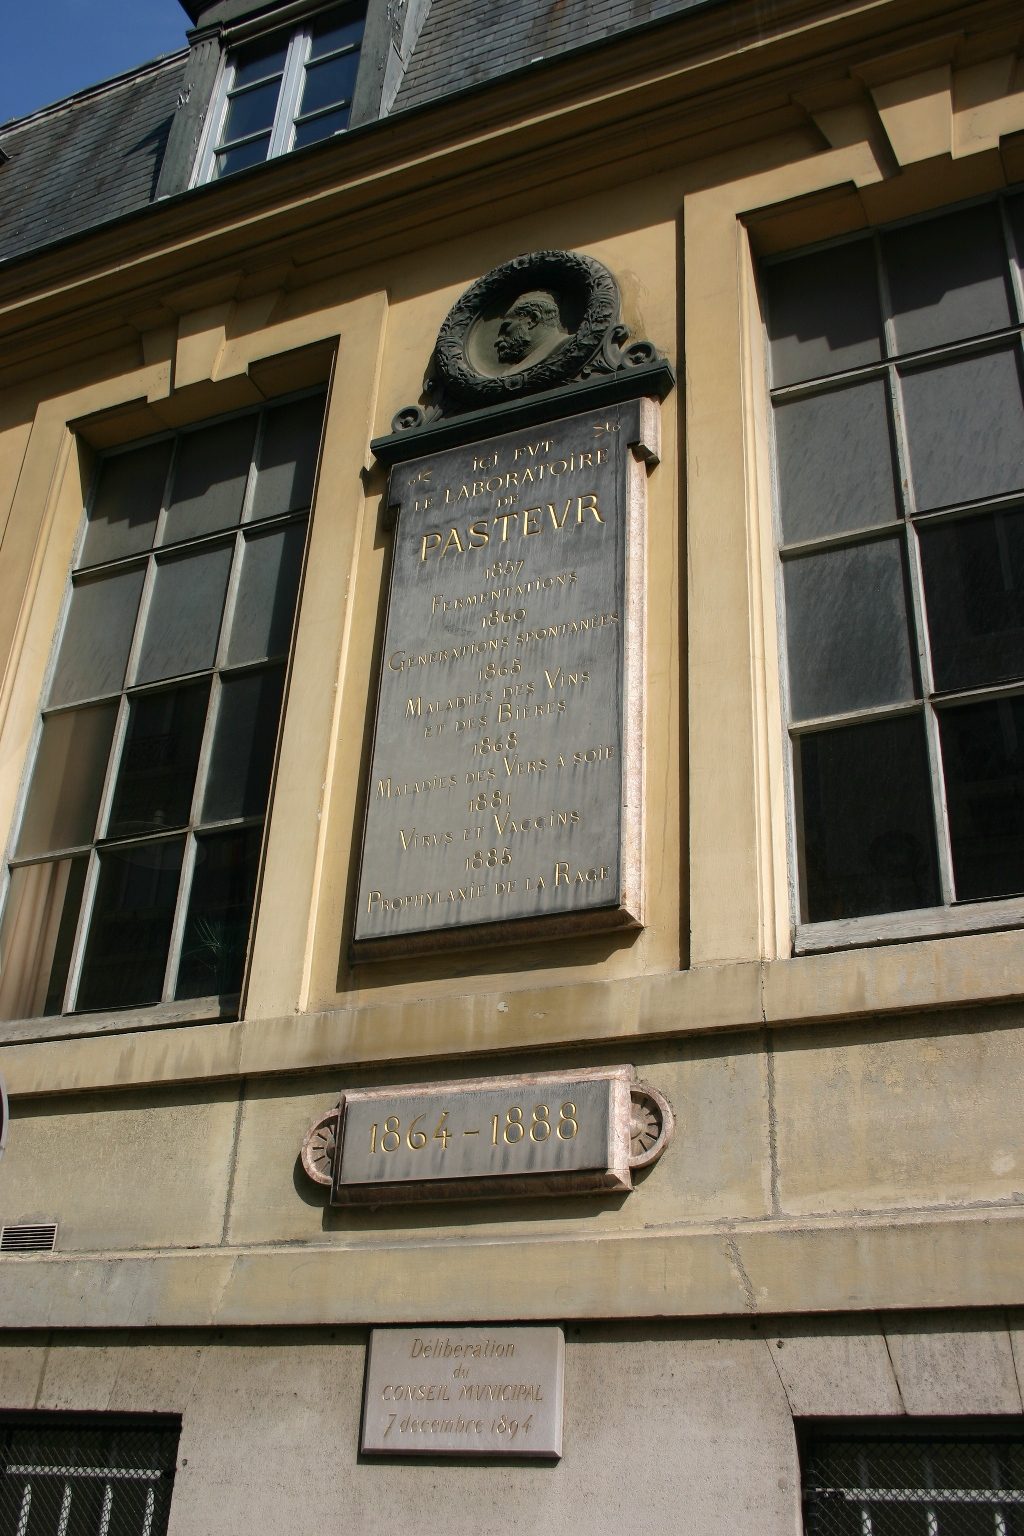 ici FVT
LE LABORATOIRE
DE
PASTEVR
1857
FERMENTATIONS
1860
GÉNÉRATIONS SPONTANÉES
1865
MALADIES DES VINS
ET DES BIÈRES
1868
MALADIES DES VERS À SOIE
1881
VIRUS ET VACCINS
1885
PROPHYLAXIE DE LA RAGE
1864-1888
Délibération
du
CONSEIL MUNICIPAL
7 décembre 1894